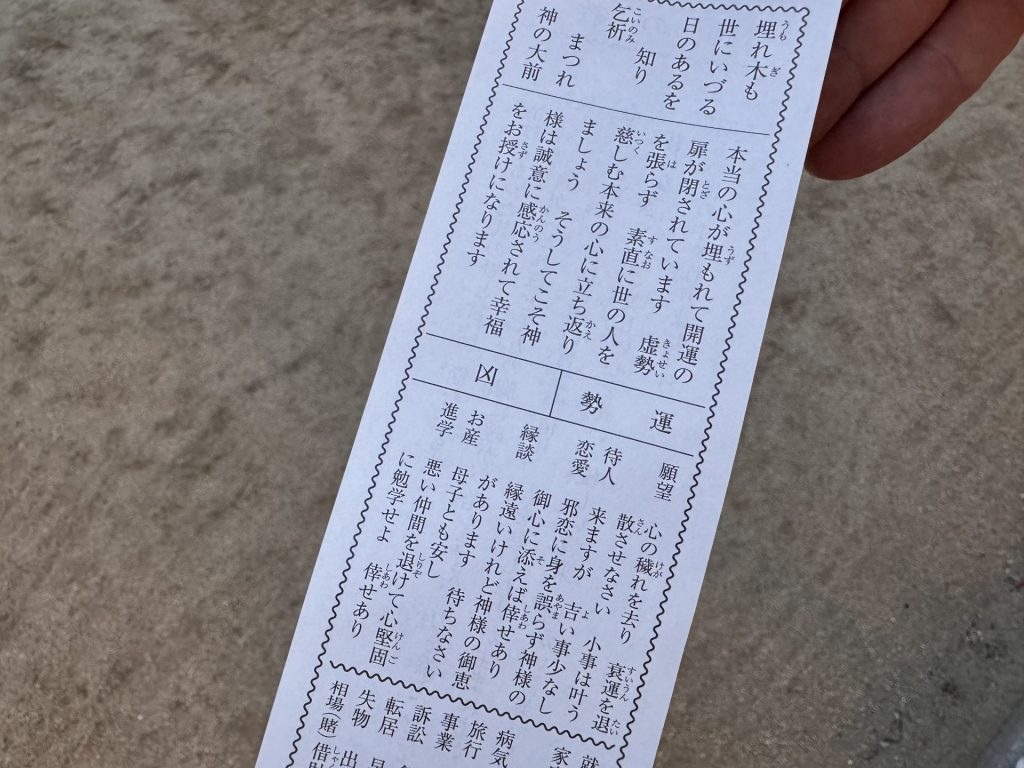 埋れ木も
世にいづる
日のあるを
乞祈　知り
まつれ
神の大前
本当の心が埋もれて開運の
扉が閉されています　虚勢
を張らず　素直に世の人を
慈しむ本来の心に立ち返り
ましょう　そうしてこそ神
様は誠意に感応されて幸福
をお授けになります
運勢
凶
願望　心の穢れを去り　衰運を退
散させなさい　小事は叶う
待人　来ますが　吉い事少なし
恋愛　邪恋に身を誤らず神様の
御心に添えば倖せあり
縁談　縁遠いけれど神様の御恵
があります　待ちなさい
お産　母子とも安し
進学　悪い仲間を退けて心堅固
に勉学せよ　倖せあり
就
家
病気
旅行
事業
訴訟
転居
失物　出
相場（賭）借